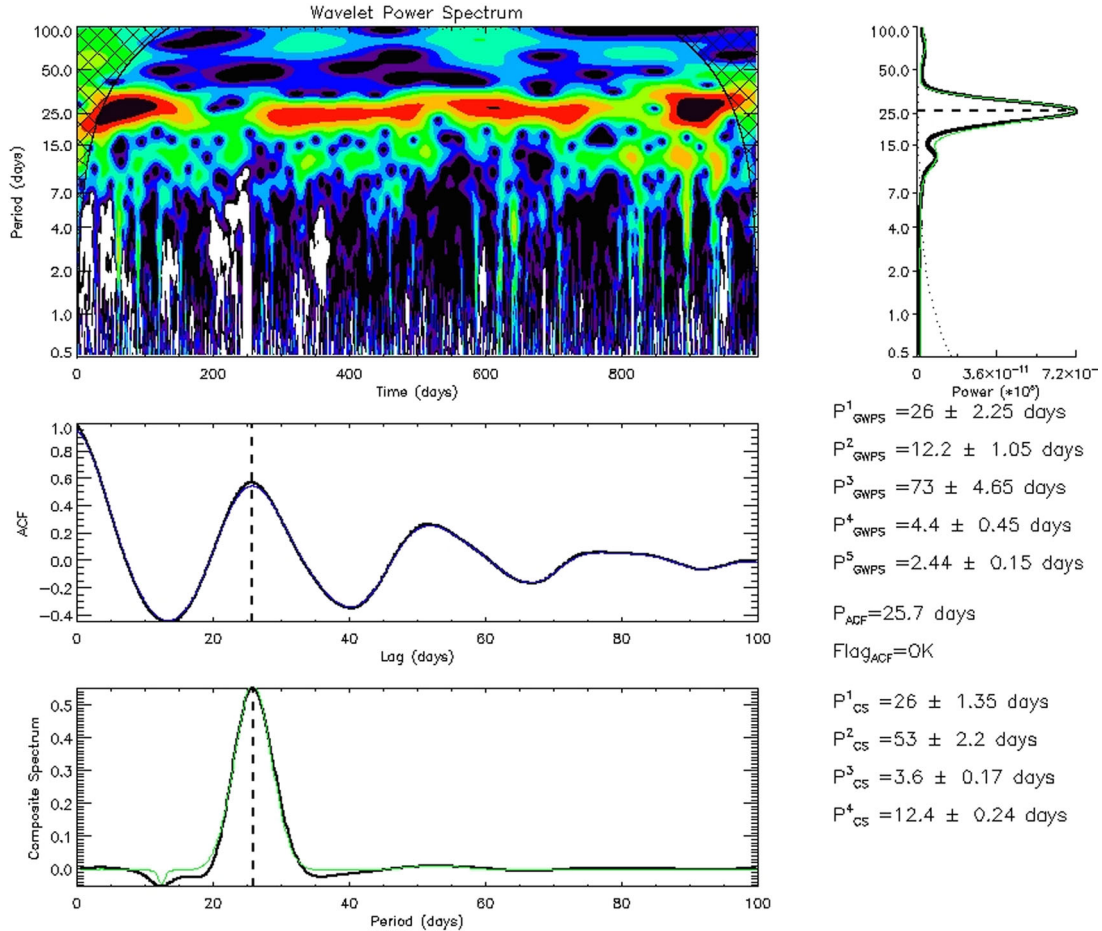 Wavelet Power Spectrum
100.0
50.0
25.0
15.0
7.0
4.0
2.0
1.0
0.5
Period (days)
0 200 400 600 800
Time (days)
100.0
50.0
25.0
15.0
7.0
4.0
2.0
1.0
0.5
0 3.6×10⁻¹¹ 7.2×10⁻
Power (*10⁶)
P¹GWPS =26 ± 2.25 days
P²GWPS =12.2 ± 1.05 days
P³GWPS =73 ± 4.65 days
P⁴GWPS =4.4 ± 0.45 days
P⁵GWPS =2.44 ± 0.15 days
PACF=25.7 days
FlagACF=OK
P¹CS =26 ± 1.35 days
P²CS =53 ± 2.2 days
P³CS =3.6 ± 0.17 days
P⁴CS =12.4 ± 0.24 days
1.0
0.8
0.6
0.4
0.2
0.0
−0.2
−0.4
ACF
0 20 40 60 80 100
Lag (days)
0.5
0.4
0.3
0.2
0.1
0.0
Composite Spectrum
0 20 40 60 80 100
Period (days)